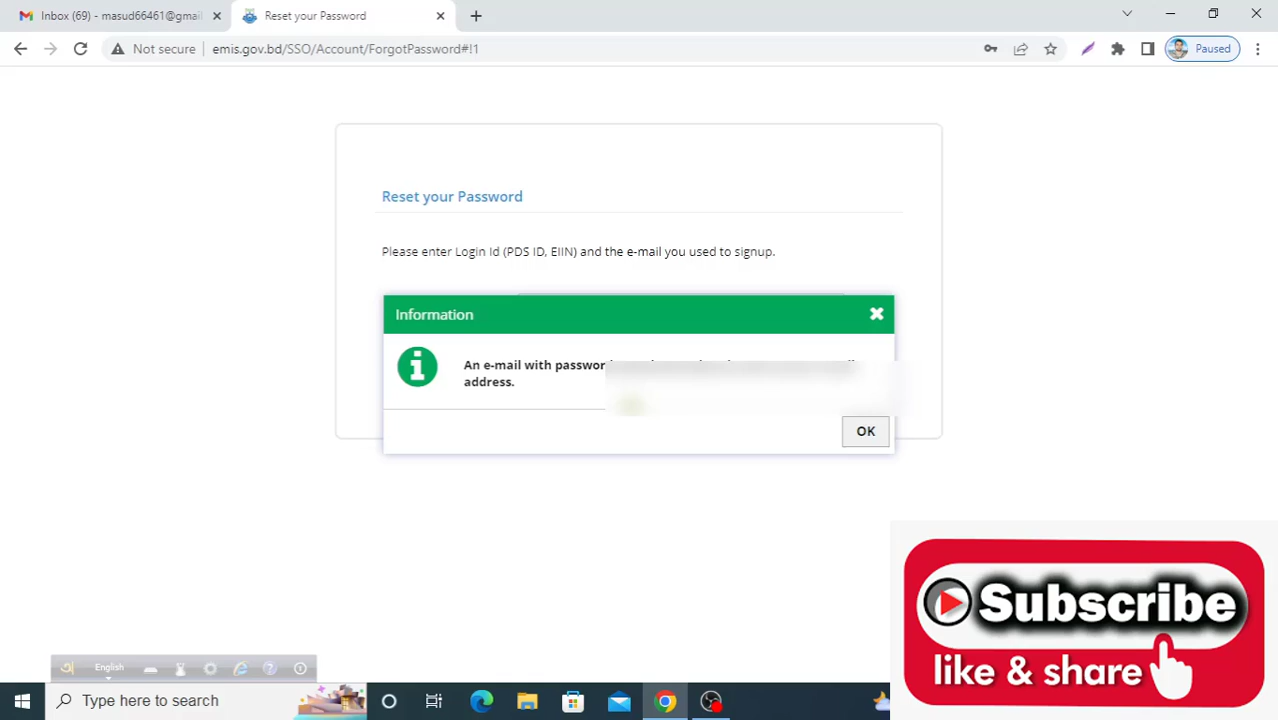 Inbox (69) - masud66461@gmail
Reset your Password
Not secure
emis.gov.bd/SSO/Account/ForgotPassword#!1
Paused
Reset your Password
Please enter Login Id (PDS ID, EIIN) and the e-mail you used to signup.
Information
An e-mail with password
address.
OK
Subscribe
like & share
English
Type here to search